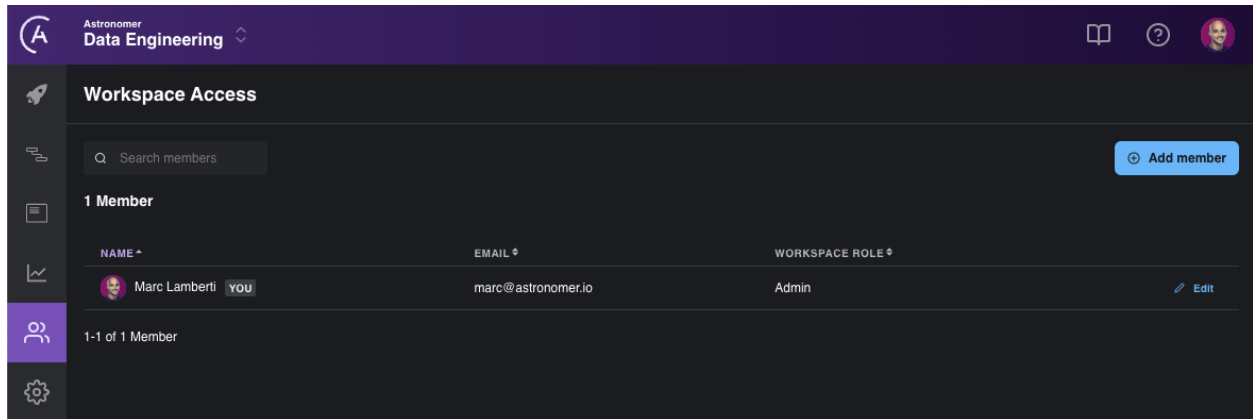 Astronomer
Data Engineering
Workspace Access
Search members
Add member
1 Member
NAME EMAIL WORKSPACE ROLE
Marc Lamberti YOU marc@astronomer.io Admin Edit
1-1 of 1 Member